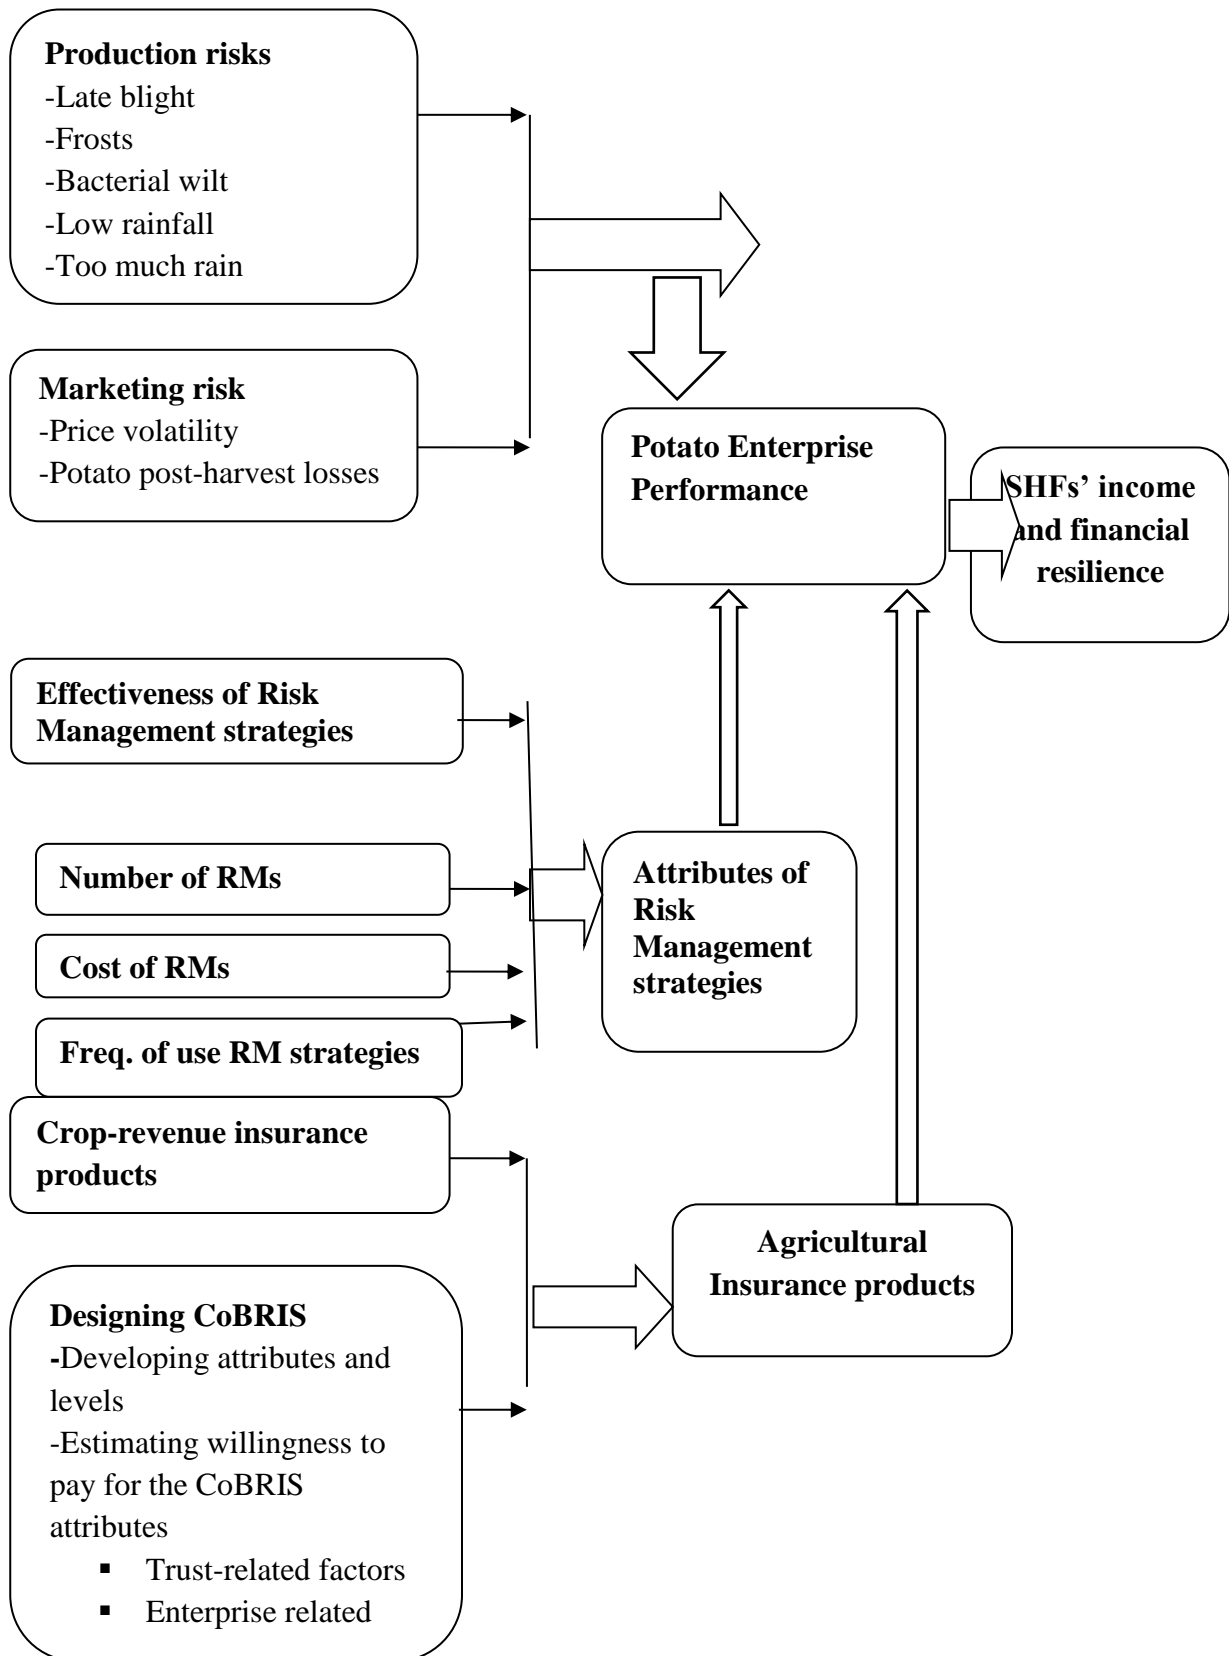 Production risks
-Late blight
-Frosts
-Bacterial wilt
-Low rainfall
-Too much rain
Marketing risk
-Price volatility
-Potato post-harvest losses
Potato Enterprise
Performance
SHFs’ income
and financial
resilience
Effectiveness of Risk
Management strategies
Number of RMs
Cost of RMs
Freq. of use RM strategies
Attributes of
Risk
Management
strategies
Crop-revenue insurance
products
Agricultural
Insurance products
Designing CoBRIS
-Developing attributes and
levels
-Estimating willingness to
pay for the CoBRIS
attributes
▪ Trust-related factors
▪ Enterprise related